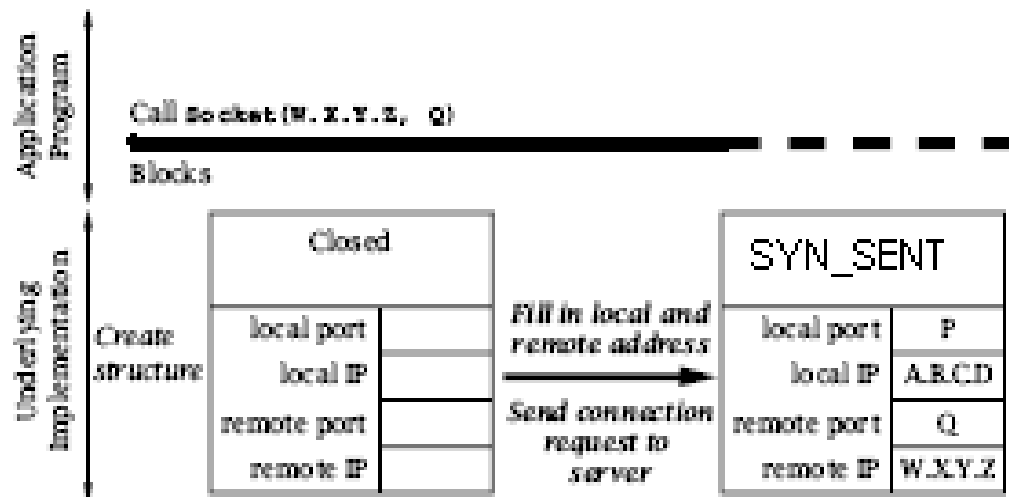 Application
Program
Call Socket(W.X.Y.Z, Q)
Blocks
Underlying
Implementation
Create
structure
Closed
local port
local IP
remote port
remote IP
Fill in local and
remote address
Send connection
request to
server
SYN_SENT
local port P
local IP A.B.C.D
remote port Q
remote IP W.X.Y.Z